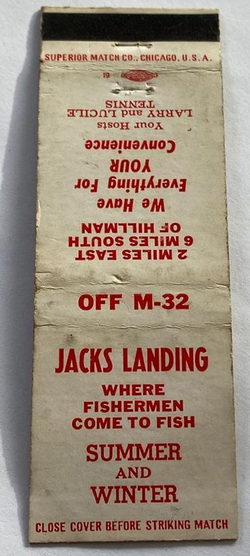 SUPERIOR MATCH CO., CHICAGO, U.S.A.
We Have
Everything For
YOUR
Convenience
Your Hosts
LARRY and LUCILE
TENNIS
2 MILES EAST
6 MILES SOUTH
OF HILLMAN
OFF M-32
JACKS LANDING
WHERE
FISHERMEN
COME TO FISH
SUMMER
AND
WINTER
CLOSE COVER BEFORE STRIKING MATCH